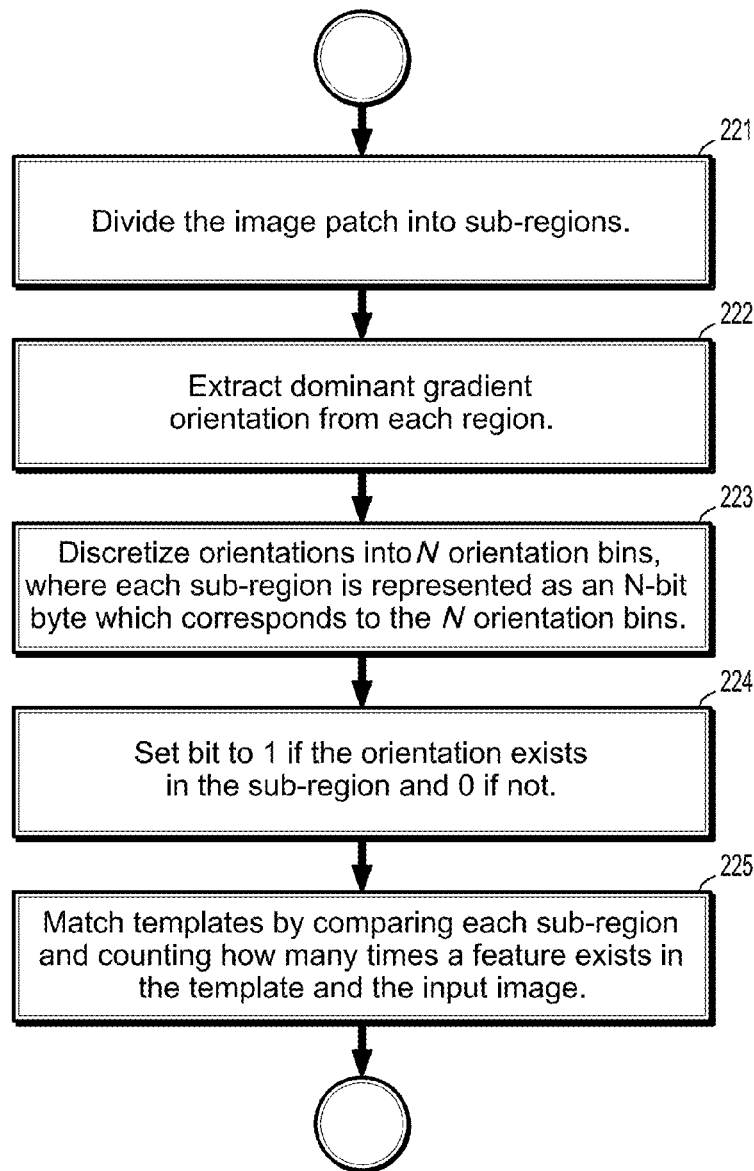 221
Divide the image patch into sub-regions.
222
Extract dominant gradient
orientation from each region.
223
Discretize orientations into N orientation bins,
where each sub-region is represented as an N-bit
byte which corresponds to the N orientation bins.
224
Set bit to 1 if the orientation exists
in the sub-region and 0 if not.
225
Match templates by comparing each sub-region
and counting how many times a feature exists in
the template and the input image.